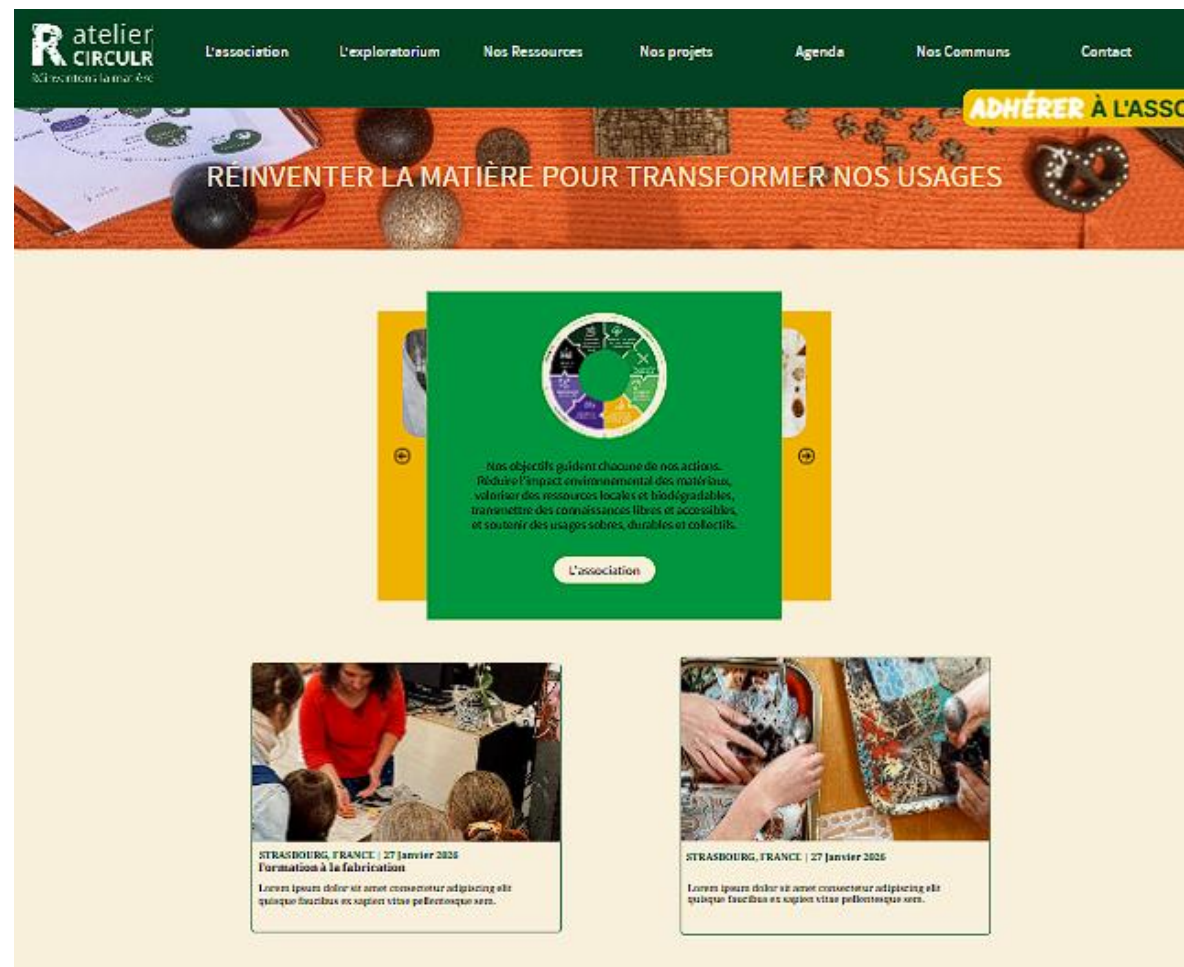 atelier
CIRCULR
RÉinventons la matière
L'association
L'exploratorium
Nos Ressources
Nos projets
Agenda
Nos Communs
Contact
ADHÉRER À L'ASSO
RÉINVENTER LA MATIÈRE POUR TRANSFORMER NOS USAGES
Nos objectifs guident chacune de nos actions.
Réduire l'impact environnemental des matériaux,
valoriser des ressources locales et biodégradables,
transmettre des connaissances libres et accessibles,
et soutenir des usages sobres, durables et collectifs.
L'association
STRASBOURG, FRANCE | 27 Janvier 2026
Formation à la fabrication
Lorem ipsum dolor sit amet consectetur adipiscing elit
quisque faucibus ex sapien vitae pellentesque sem.
STRASBOURG, FRANCE | 27 Janvier 2026
Lorem ipsum dolor sit amet consectetur adipiscing elit
quisque faucibus ex sapien vitae pellentesque sem.